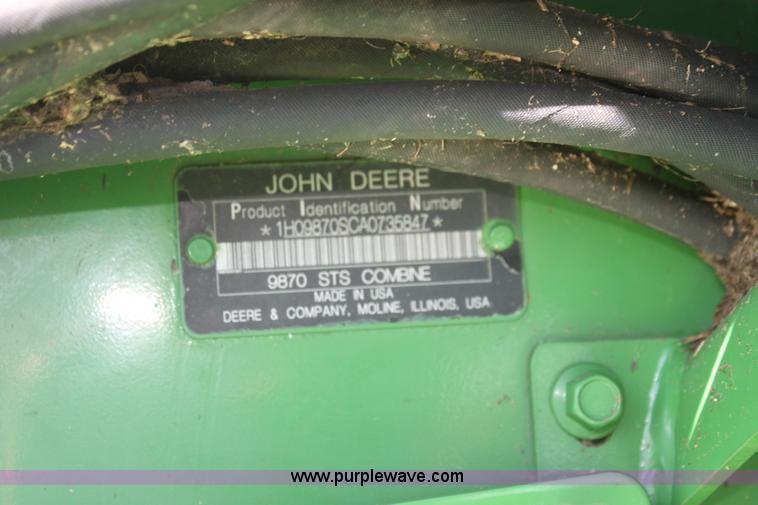 JOHN DEERE
Product Identification Number
*1H09870SCA0735847*
9870 STS COMBINE
MADE IN USA
DEERE & COMPANY, MOLINE, ILLINOIS, USA
www.purplewave.com